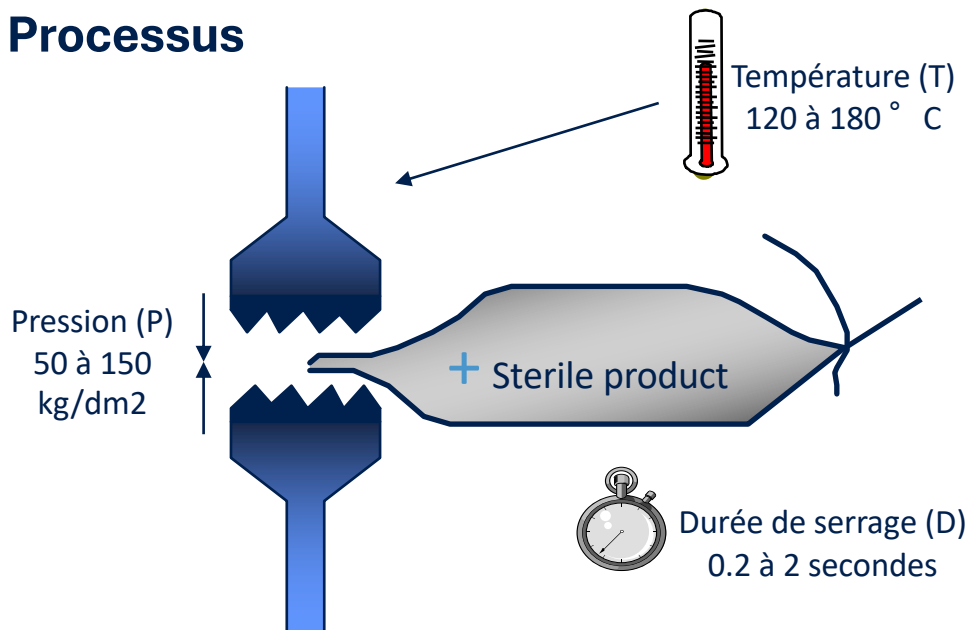 Processus
Température (T)
120 à 180 ° C
Pression (P)
50 à 150
kg/dm2
+ Sterile product
Durée de serrage (D)
0.2 à 2 secondes